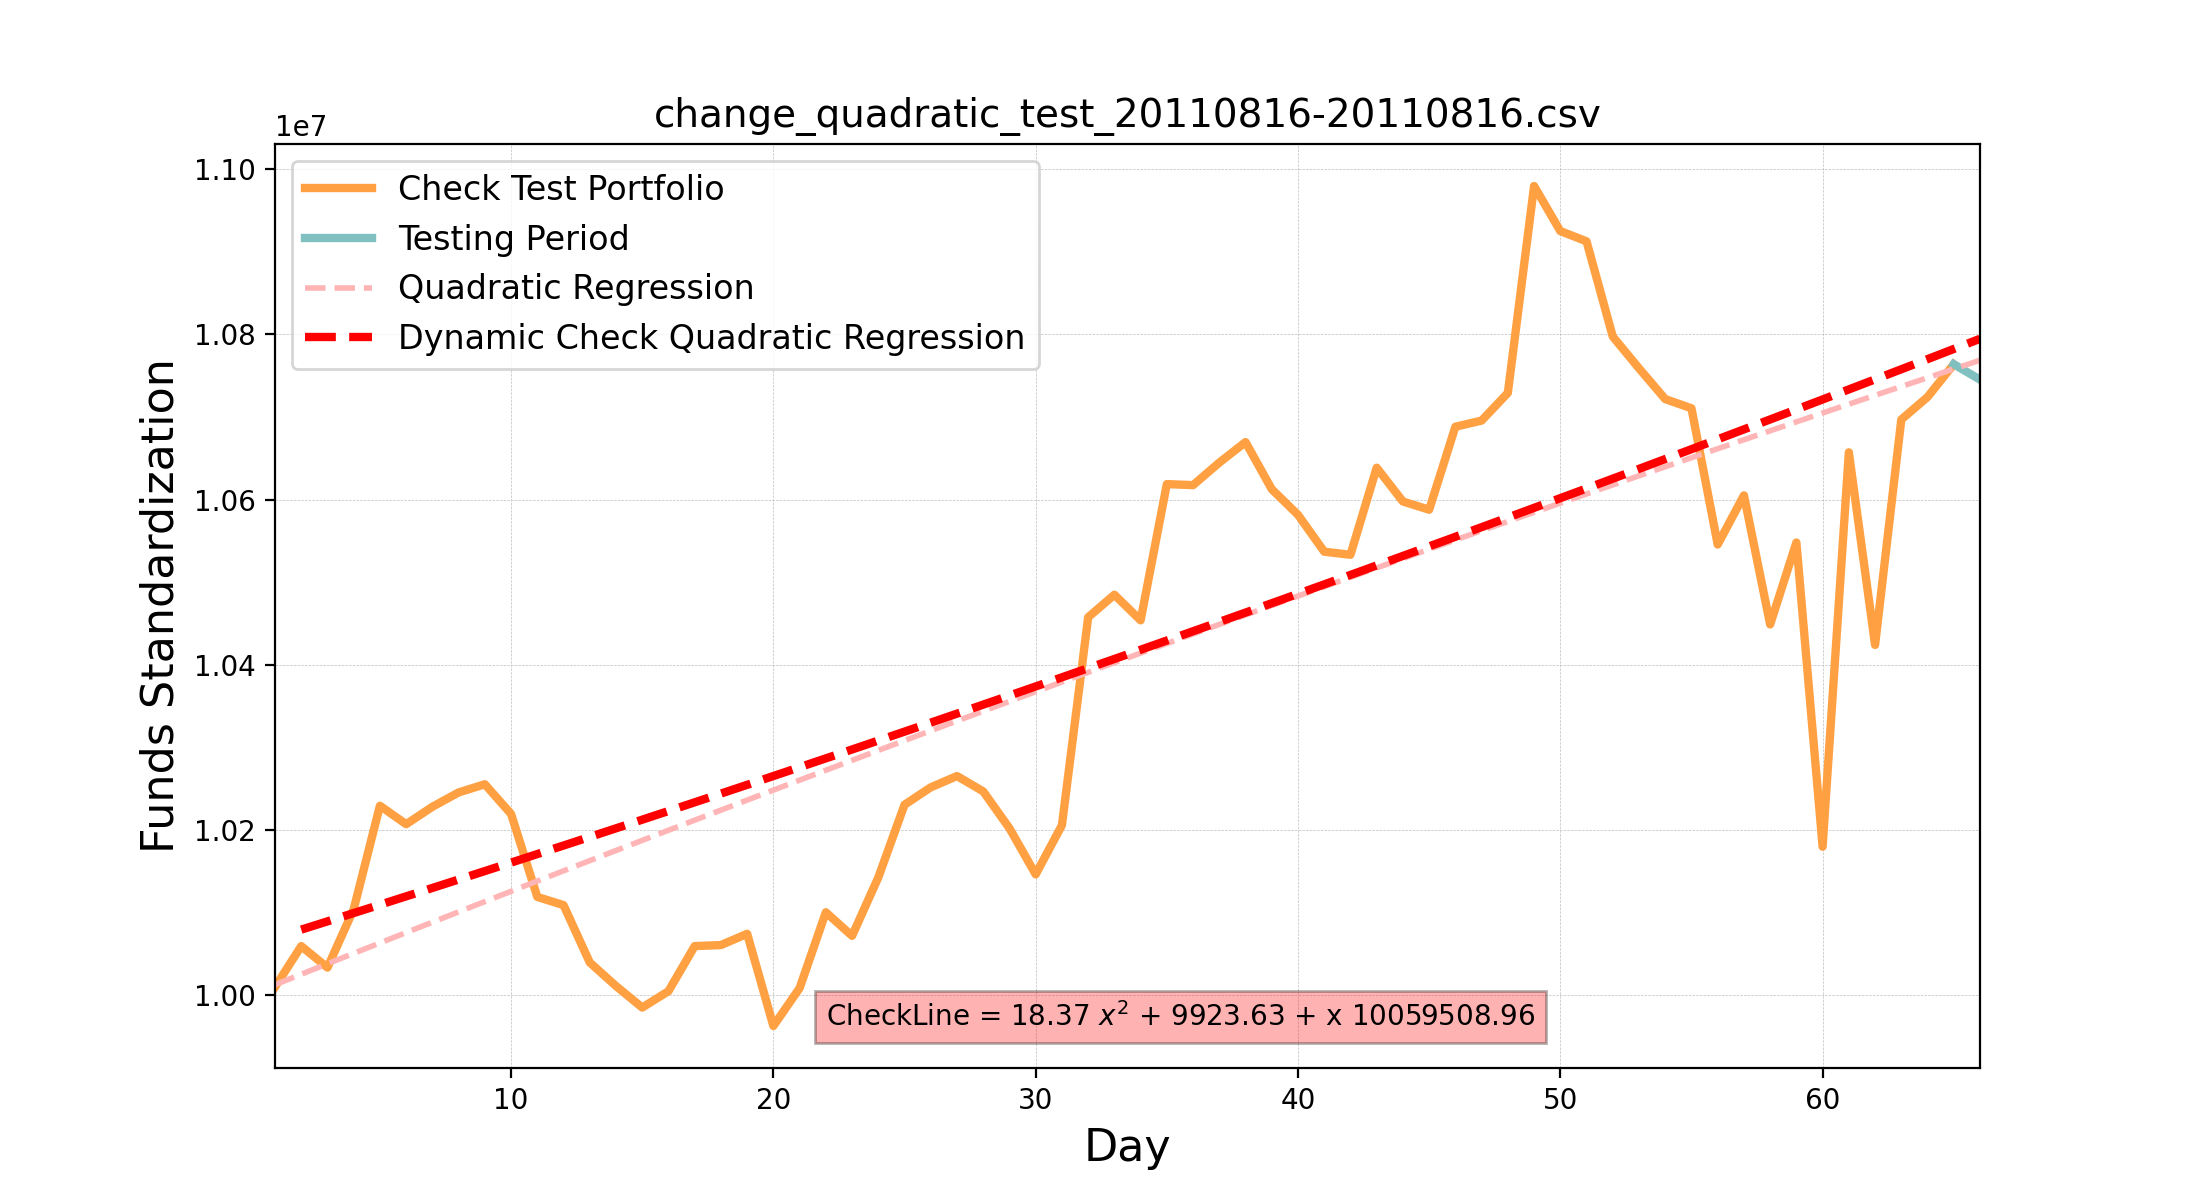 change_quadratic_test_20110816-20110816.csv
1e7
1.10
1.08
1.06
1.04
1.02
1.00
Funds Standardization
Check Test Portfolio
Testing Period
Quadratic Regression
Dynamic Check Quadratic Regression
CheckLine = 18.37 x² + 9923.63 + x 10059508.96
10 20 30 40 50 60
Day